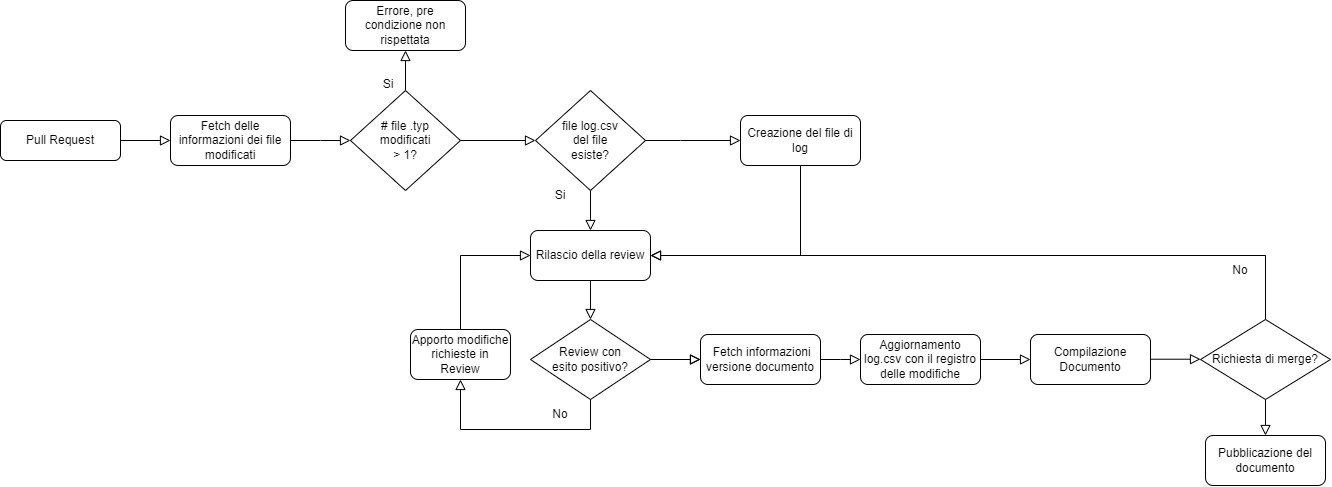 Errore, pre
condizione non
rispettata
Si
Pull Request
Fetch delle
informazioni dei file
modificati
# file .typ
modificati
> 1?
file log.csv
del file
esiste?
Creazione del file di
log
Si
Rilascio della review
No
Apporto modifiche
richieste in
Review
Review con
esito positivo?
Fetch informazioni
versione documento
Aggiornamento
log.csv con il registro
delle modifiche
Compilazione
Documento
Richiesta di merge?
No
Pubblicazione del
documento